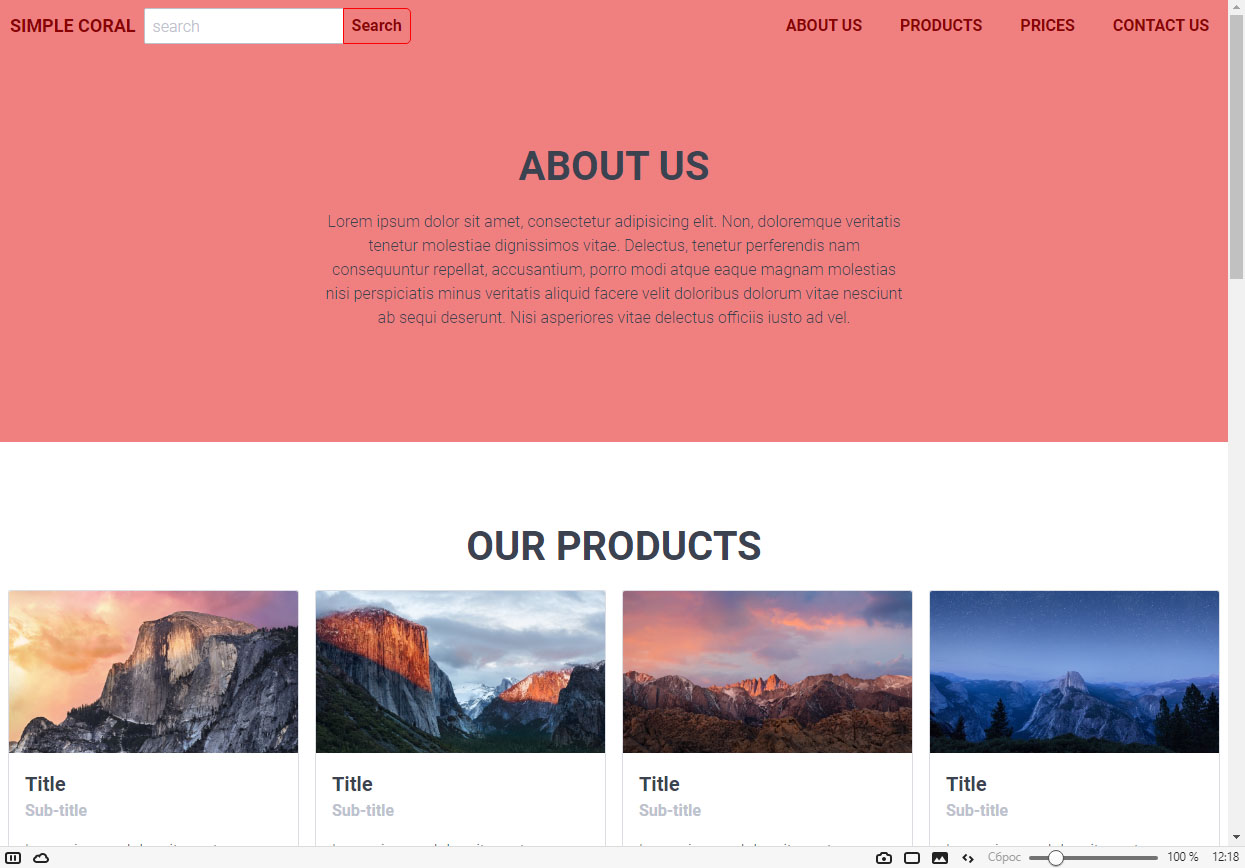 SIMPLE CORAL
search
Search
ABOUT US
PRODUCTS
PRICES
CONTACT US
ABOUT US
Lorem ipsum dolor sit amet, consectetur adipisicing elit. Non, doloremque veritatis
tenetur molestiae dignissimos vitae. Delectus, tenetur perferendis nam
consequuntur repellat, accusantium, porro modi atque eaque magnam molestias
nisi perspiciatis minus veritatis aliquid facere velit doloribus dolorum vitae nesciunt
ab sequi deserunt. Nisi asperiores vitae delectus officiis iusto ad vel.
OUR PRODUCTS
Title
Sub-title
Title
Sub-title
Title
Sub-title
Title
Sub-title
Сброс
100 %
12:18